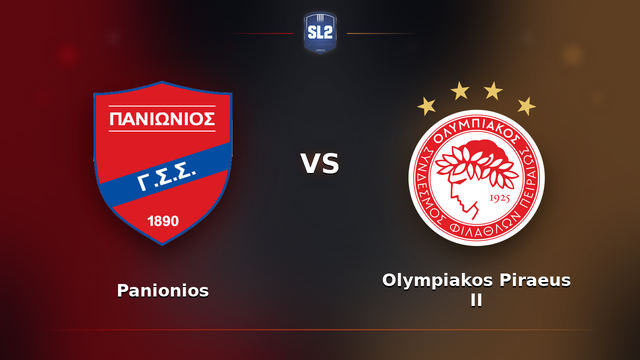 SL2
ΠΑΝΙΩΝΙΟΣ
Γ.Σ.Σ.
1890
VS
ΟΛΥΜΠΙΑΚΟΣ
ΣΥΝΔΕΣΜΟΣ ΦΙΛΑΘΛΩΝ ΠΕΙΡΑΙΩΣ
1925
Panionios
Olympiakos Piraeus
II